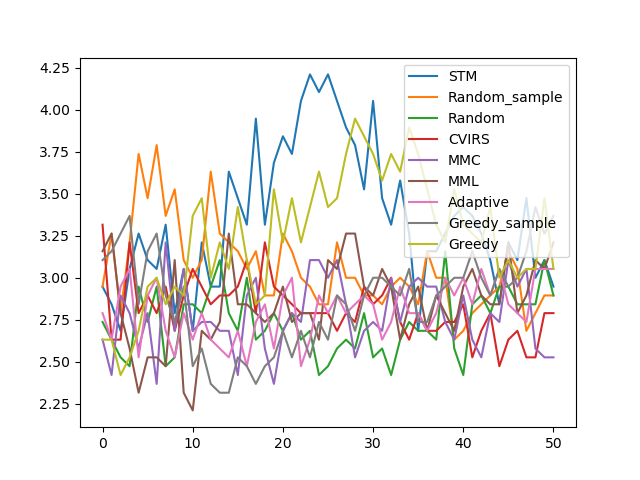 4.25
4.00
3.75
3.50
3.25
3.00
2.75
2.50
2.25
0
10
20
30
40
50
STM
Random_sample
Random
CVIRS
MMC
MML
Adaptive
Greedy_sample
Greedy